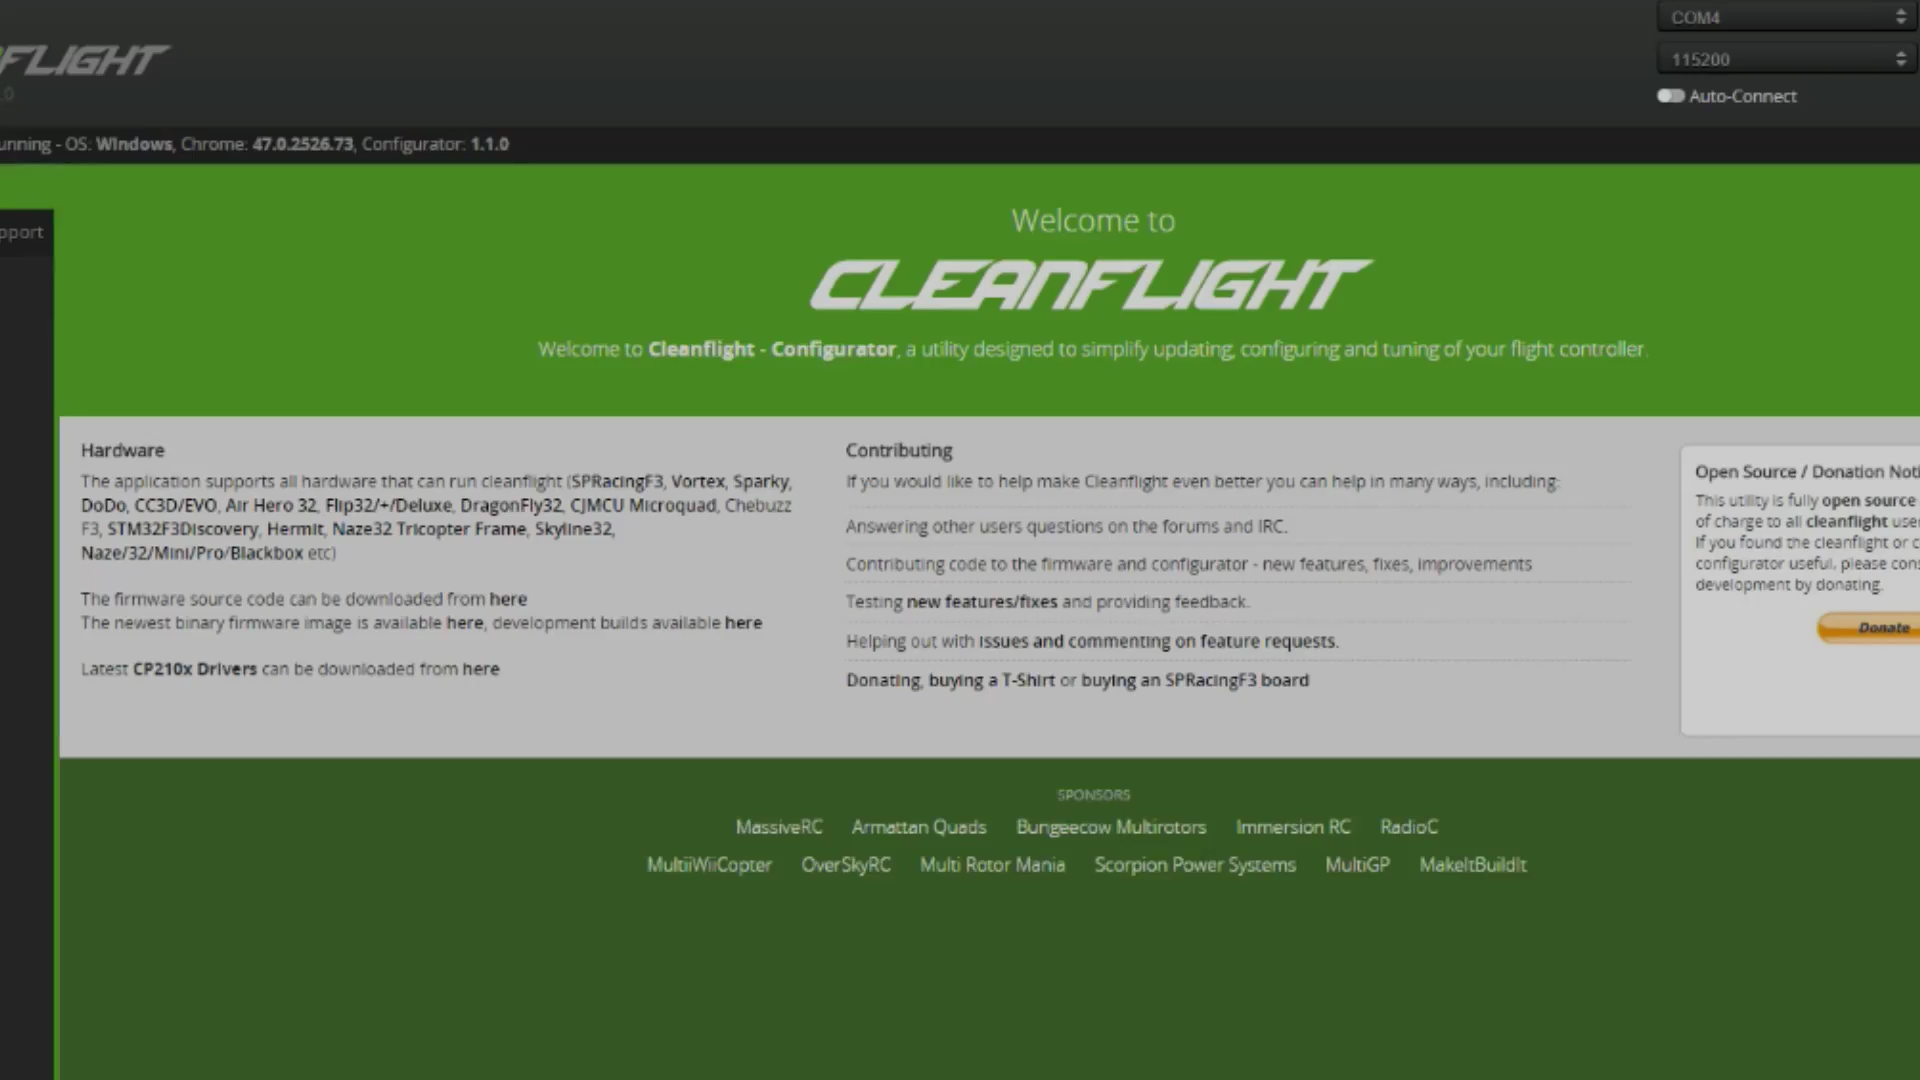 FLIGHT
.0
COM4
115200
Auto-Connect
unning - OS: Windows, Chrome: 47.0.2526.73, Configurator: 1.1.0
pport
Welcome to
CLEANFLIGHT
Welcome to Cleanflight - Configurator, a utility designed to simplify updating, configuring and tuning of your flight controller.
Hardware
The application supports all hardware that can run cleanflight (SPRacingF3, Vortex, Sparky,
DoDo, CC3D/EVO, Air Hero 32, Flip32/+/Deluxe, DragonFly32, CJMCU Microquad, Chebuzz
F3, STM32F3Discovery, Hermit, Naze32 Tricopter Frame, Skyline32,
Naze/32/Mini/Pro/Blackbox etc)
The firmware source code can be downloaded from here
The newest binary firmware image is available here, development builds available here
Latest CP210x Drivers can be downloaded from here
Contributing
If you would like to help make Cleanflight even better you can help in many ways, including:
Answering other users questions on the forums and IRC.
Contributing code to the firmware and configurator - new features, fixes, improvements
Testing new features/fixes and providing feedback.
Helping out with issues and commenting on feature requests.
Donating, buying a T-Shirt or buying an SPRacingF3 board
Open Source / Donation Noti
This utility is fully open source
of charge to all cleanflight use
If you found the cleanflight or c
configurator useful, please cons
development by donating.
Donate
SPONSORS
MassiveRC Armattan Quads Bungeecow Multirotors Immersion RC RadioC
MultiiWiiCopter OverSkyRC Multi Rotor Mania Scorpion Power Systems MultiGP MakeItBuildIt